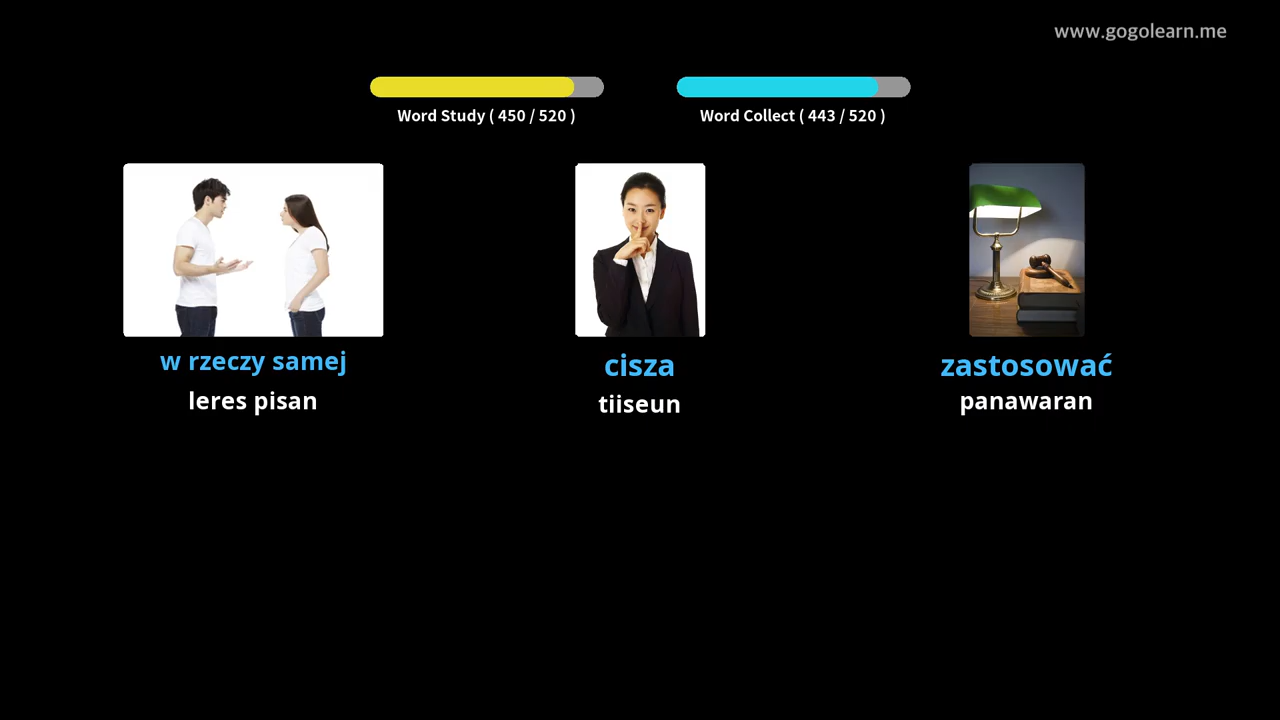 www.gogolearn.me
Word Study ( 450 / 520 )
Word Collect ( 443 / 520 )
w rzeczy samej
leres pisan
cisza
tiiseun
zastosować
panawaran